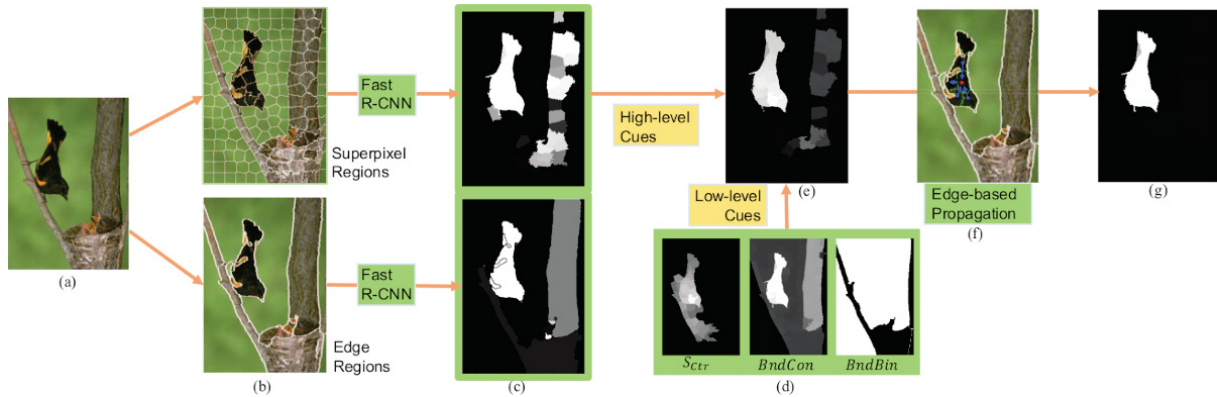 Superpixel
Regions
Edge
Regions
Fast
R-CNN
Fast
R-CNN
High-level
Cues
Low-level
Cues
Edge-based
Propagation
S_Ctr
BndCon
BndBin
(a)
(b)
(c)
(d)
(e)
(f)
(g)